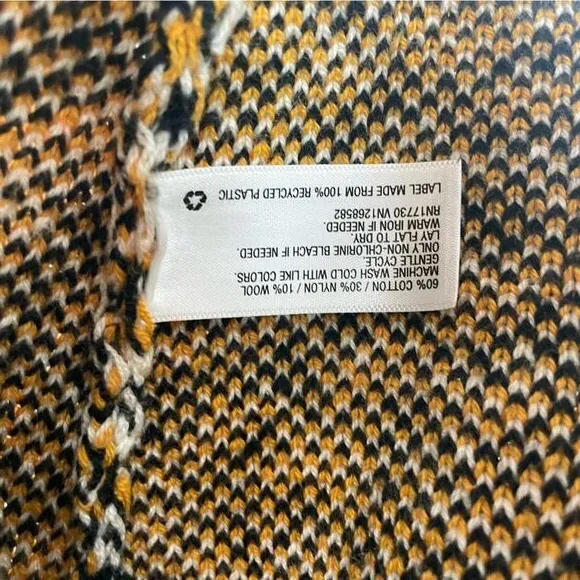 60% COTTON / 30% NYLON / 10% WOOL
MACHINE WASH COLD WITH LIKE COLORS.
GENTLE CYCLE.
ONLY NON-CHLORINE BLEACH IF NEEDED.
LAY FLAT TO DRY.
WARM IRON IF NEEDED.
RN17730 VN1268582
LABEL MADE FROM 100% RECYCLED PLASTIC